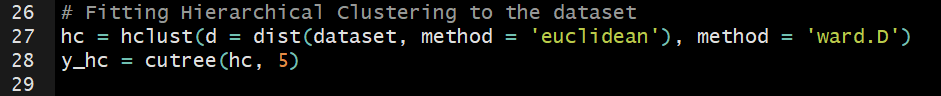 26 # Fitting Hierarchical Clustering to the dataset
27 hc = hclust(d = dist(dataset, method = 'euclidean'), method = 'ward.D')
28 y_hc = cutree(hc, 5)
29